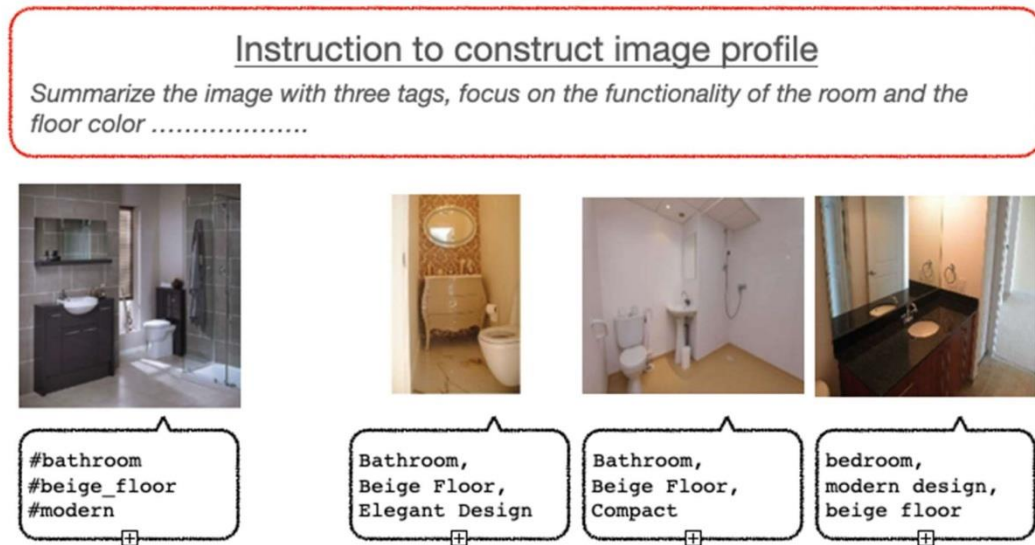 Instruction to construct image profile
Summarize the image with three tags, focus on the functionality of the room and the
floor color ...................
#bathroom
#beige_floor
#modern
Bathroom,
Beige Floor,
Elegant Design
Bathroom,
Beige Floor,
Compact
bedroom,
modern design,
beige floor